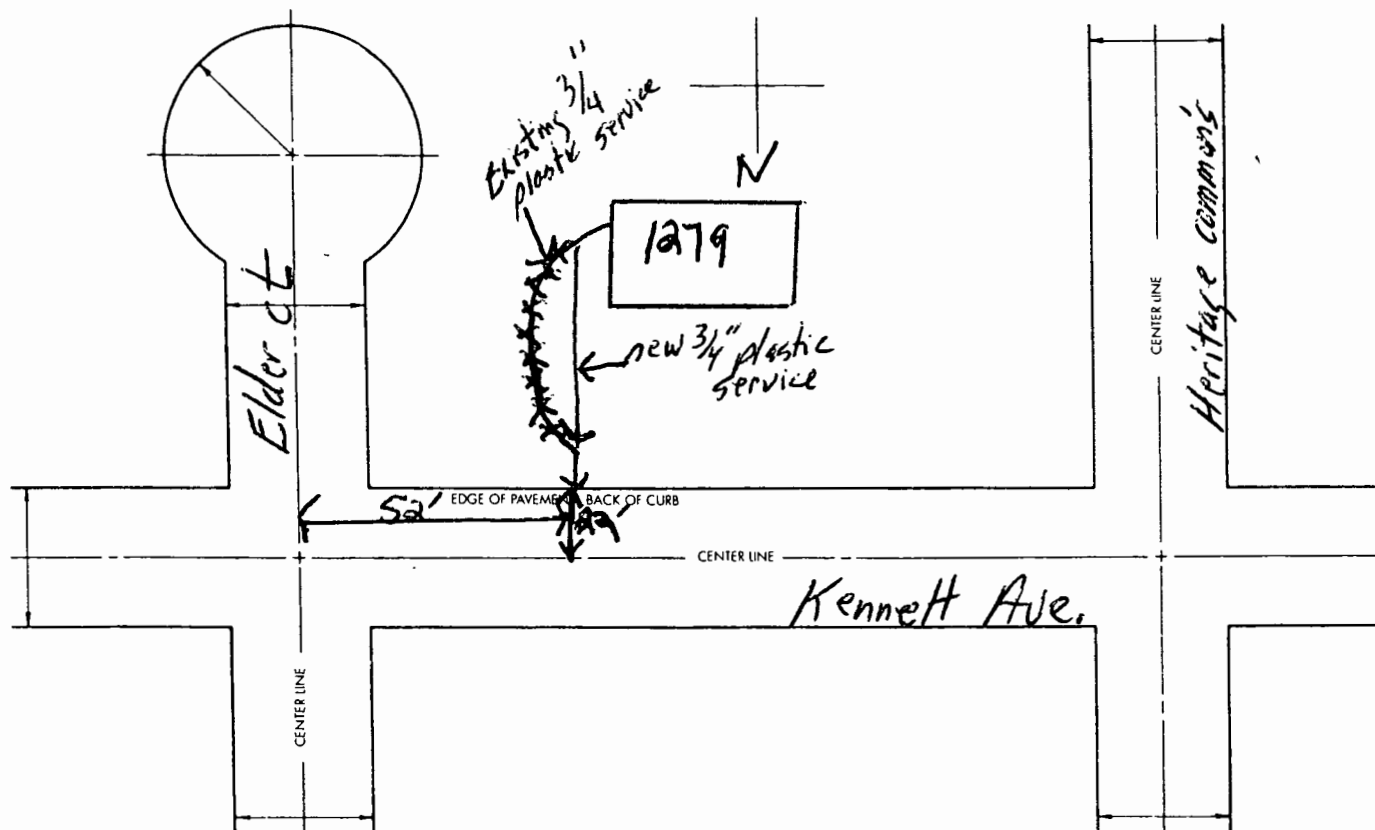 Existing 3/4"
plastic service
N
1279
Elder ct
new 3/4" plastic
service
CENTER LINE
Heritage common's
52'
EDGE OF PAVEMENT BACK OF CURB
CENTER LINE
Kennett Ave.
CENTER LINE